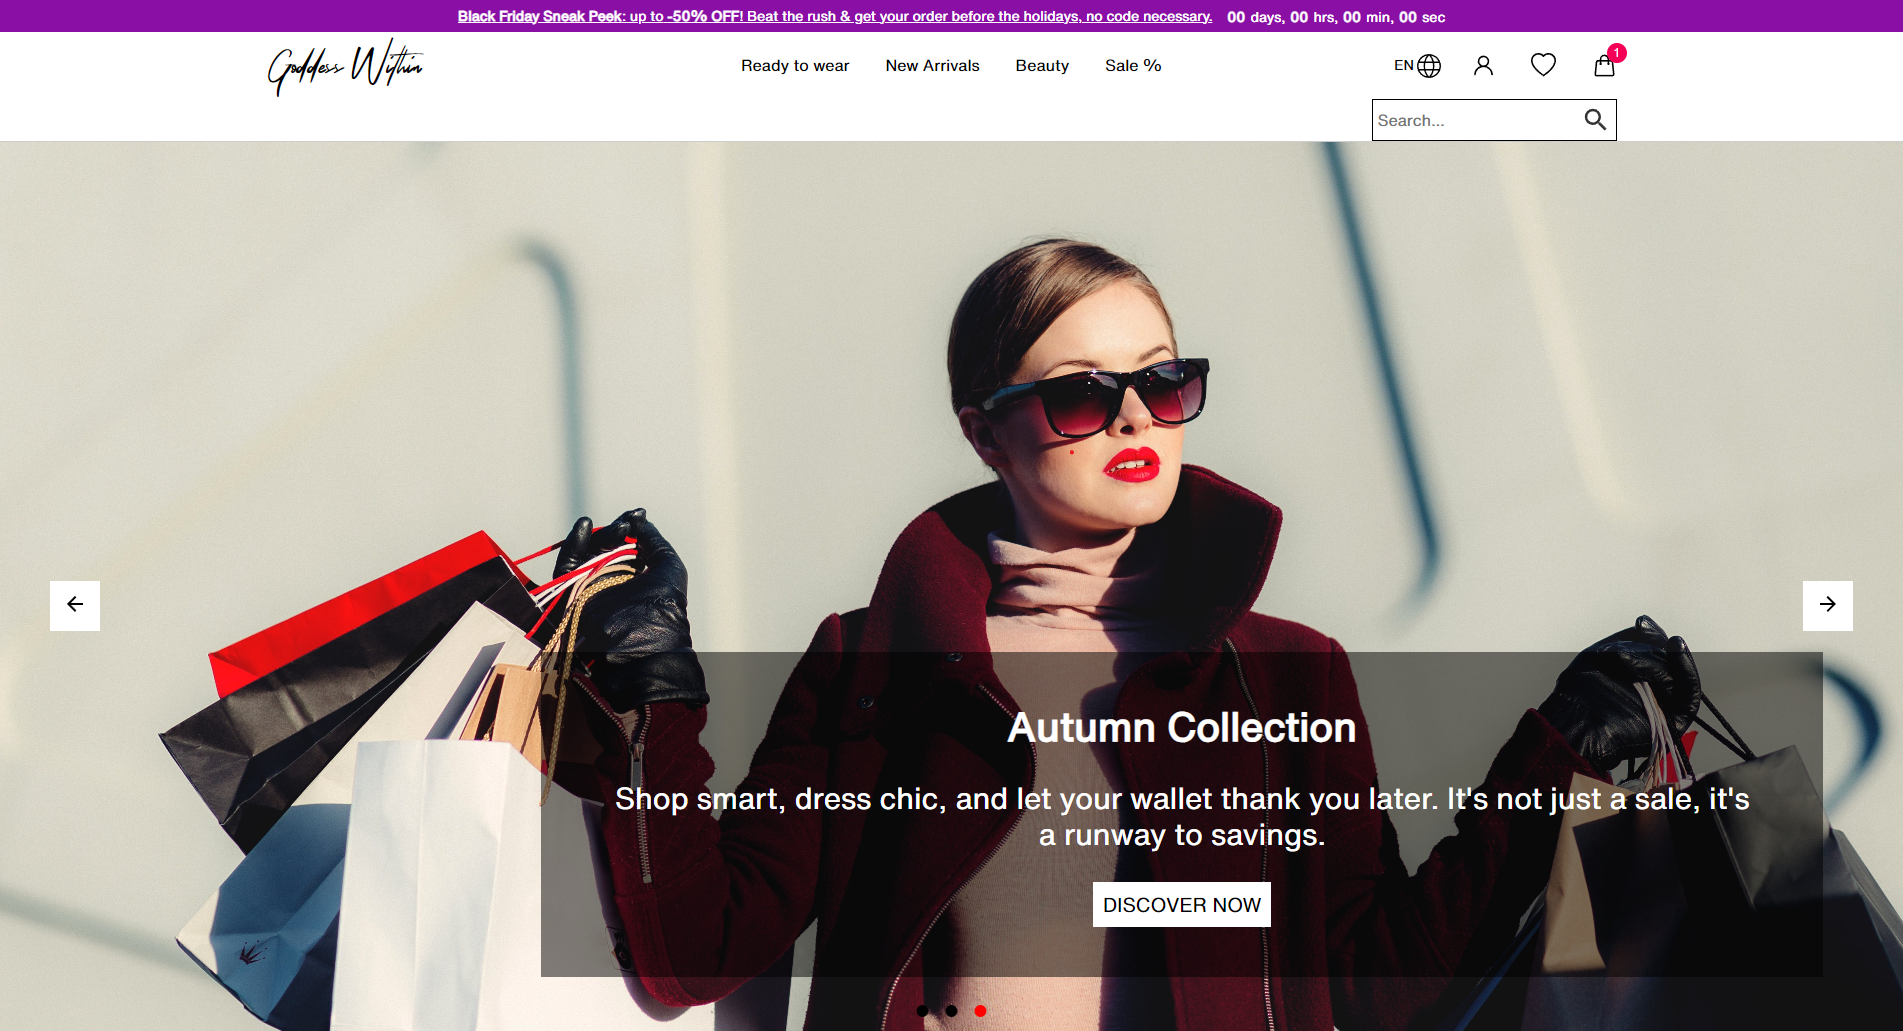 Black Friday Sneak Peek: up to -50% OFF! Beat the rush & get your order before the holidays, no code necessary. 00 days, 00 hrs, 00 min, 00 sec
Goddess Within
Ready to wear New Arrivals Beauty Sale %
EN
1
Search...
Autumn Collection
Shop smart, dress chic, and let your wallet thank you later. It's not just a sale, it's
a runway to savings.
DISCOVER NOW